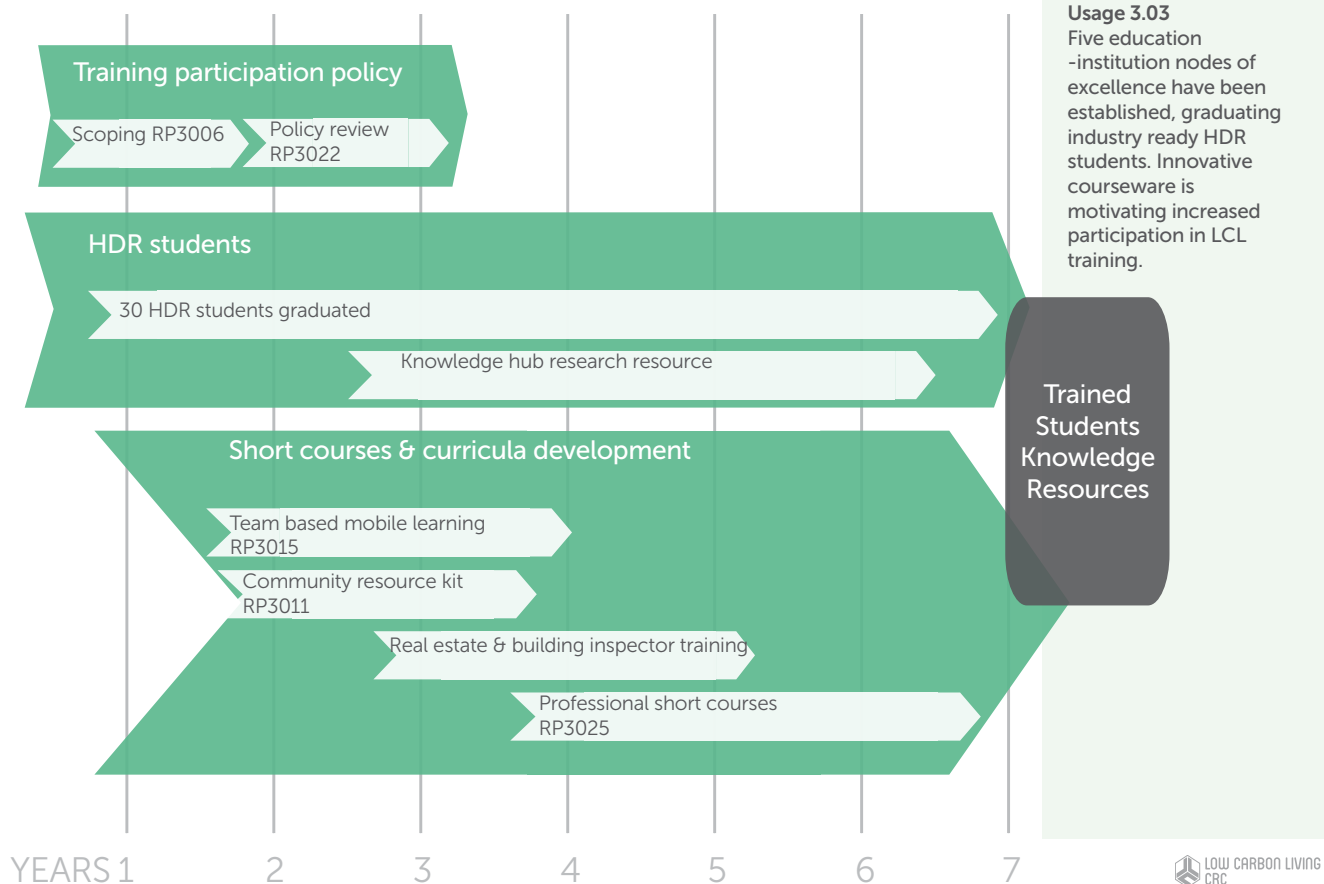 Usage 3.03
Five education
-institution nodes of
excellence have been
established, graduating
industry ready HDR
students. Innovative
courseware is
motivating increased
participation in LCL
training.
Training participation policy
Scoping RP3006
Policy review
RP3022
HDR students
30 HDR students graduated
Knowledge hub research resource
Trained
Students
Knowledge
Resources
Short courses & curricula development
Team based mobile learning
RP3015
Community resource kit
RP3011
Real estate & building inspector training
Professional short courses
RP3025
YEARS 1 2 3 4 5 6 7
LOW CARBON LIVING
CRC